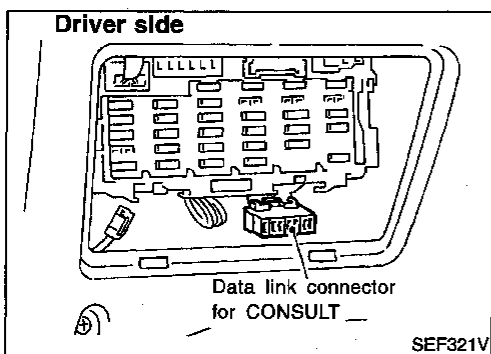 Driver side
Data link connector
for CONSULT
SEF321V